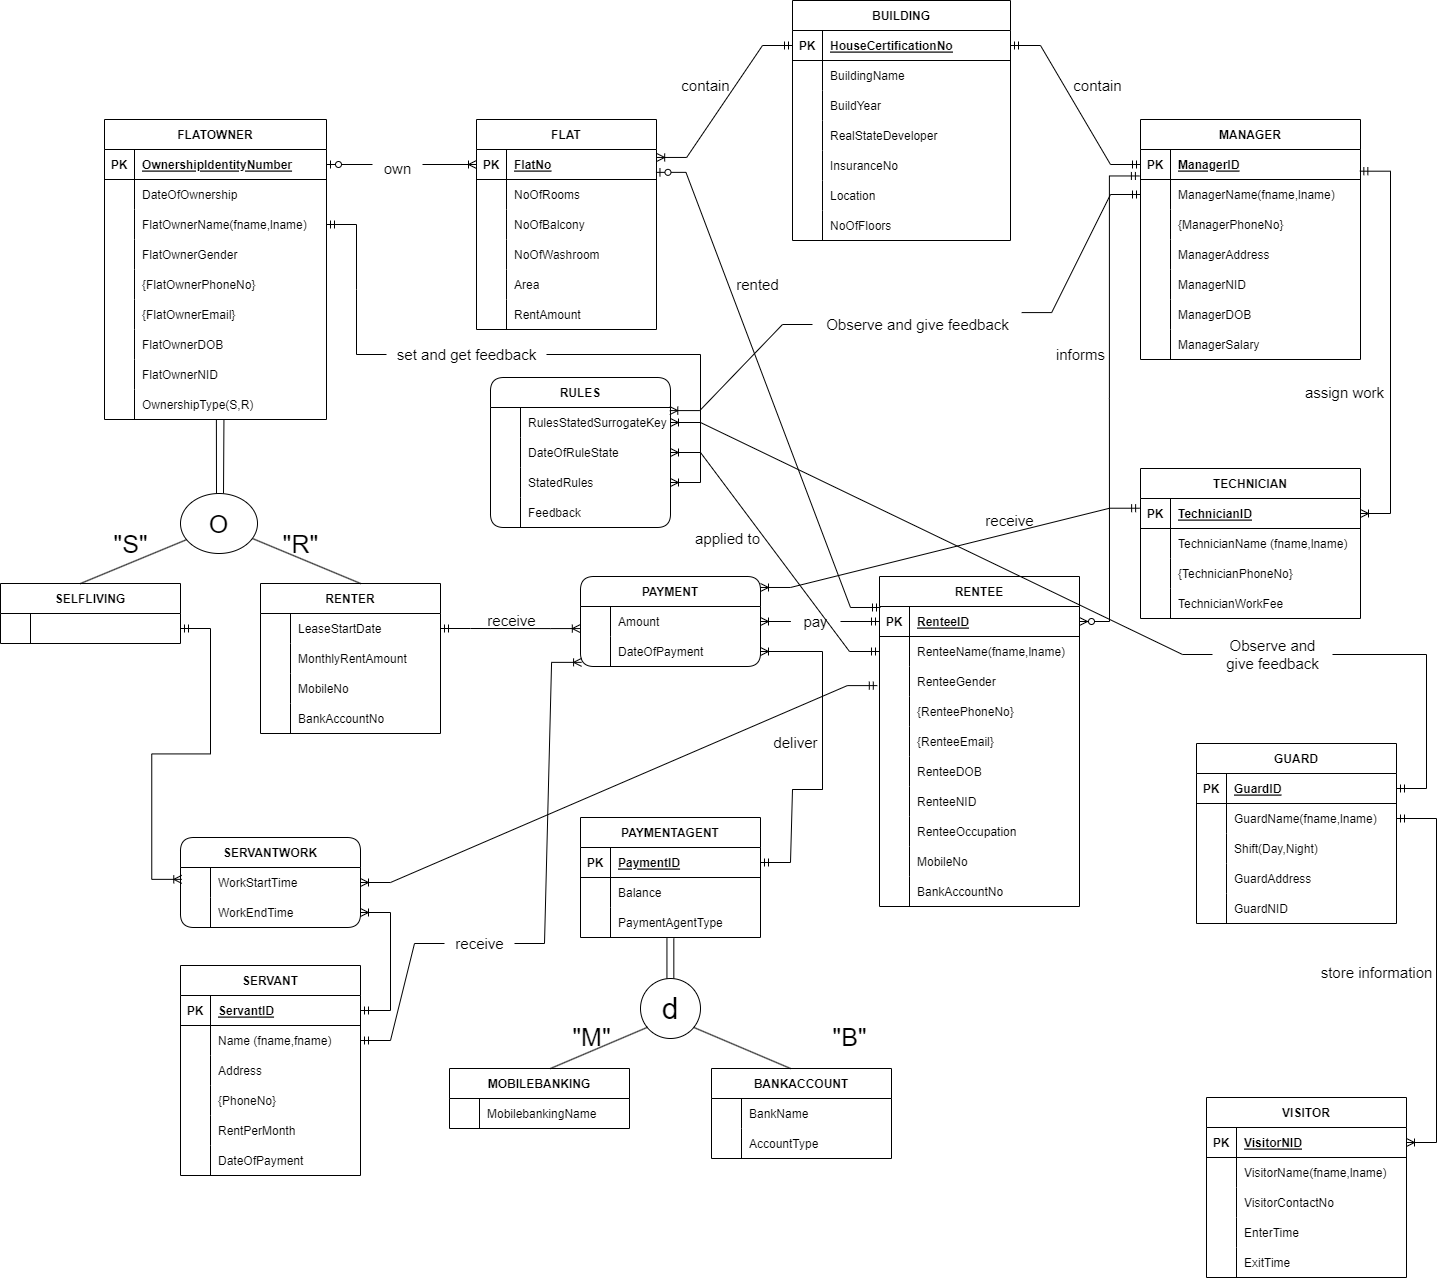 BUILDING
PK HouseCertificationNo
BuildingName
BuildYear
RealStateDeveloper
InsuranceNo
Location
NoOfFloors
contain
contain
FLATOWNER
PK OwnershipIdentityNumber
DateOfOwnership
FlatOwnerName(fname,lname)
FlatOwnerGender
{FlatOwnerPhoneNo}
{FlatOwnerEmail}
FlatOwnerDOB
FlatOwnerNID
OwnershipType(S,R)
own
FLAT
PK FlatNo
NoOfRooms
NoOfBalcony
NoOfWashroom
Area
RentAmount
MANAGER
PK ManagerID
ManagerName(fname,lname)
{ManagerPhoneNo}
ManagerAddress
ManagerNID
ManagerDOB
ManagerSalary
rented
Observe and give feedback
informs
set and get feedback
assign work
RULES
RulesStatedSurrogateKey
DateOfRuleState
StatedRules
Feedback
TECHNICIAN
PK TechnicianID
TechnicianName (fname,lname)
{TechnicianPhoneNo}
TechnicianWorkFee
O
"S"
"R"
receive
applied to
SELFLIVING
RENTER
LeaseStartDate
MonthlyRentAmount
MobileNo
BankAccountNo
receive
PAYMENT
Amount
DateOfPayment
pay
RENTEE
PK RenteeID
RenteeName(fname,lname)
RenteeGender
{RenteePhoneNo}
{RenteeEmail}
RenteeDOB
RenteeNID
RenteeOccupation
MobileNo
BankAccountNo
Observe and
give feedback
deliver
GUARD
PK GuardID
GuardName(fname,lname)
Shift(Day,Night)
GuardAddress
GuardNID
SERVANTWORK
WorkStartTime
WorkEndTime
PAYMENTAGENT
PK PaymentID
Balance
PaymentAgentType
receive
store information
SERVANT
PK ServantID
Name (fname,fname)
Address
{PhoneNo}
RentPerMonth
DateOfPayment
d
"M"
"B"
MOBILEBANKING
MobilebankingName
BANKACCOUNT
BankName
AccountType
VISITOR
PK VisitorNID
VisitorName(fname,lname)
VisitorContactNo
EnterTime
ExitTime